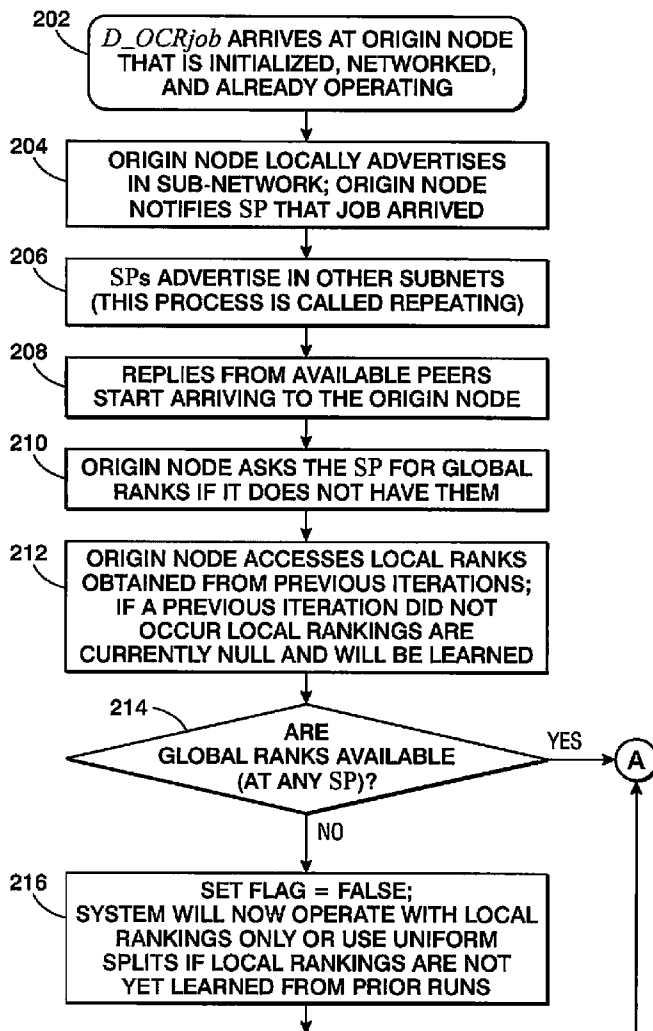 202
D_OCRjob ARRIVES AT ORIGIN NODE
THAT IS INITIALIZED, NETWORKED,
AND ALREADY OPERATING
204
ORIGIN NODE LOCALLY ADVERTISES
IN SUB-NETWORK; ORIGIN NODE
NOTIFIES SP THAT JOB ARRIVED
206
SPs ADVERTISE IN OTHER SUBNETS
(THIS PROCESS IS CALLED REPEATING)
208
REPLIES FROM AVAILABLE PEERS
START ARRIVING TO THE ORIGIN NODE
210
ORIGIN NODE ASKS THE SP FOR GLOBAL
RANKS IF IT DOES NOT HAVE THEM
212
ORIGIN NODE ACCESSES LOCAL RANKS
OBTAINED FROM PREVIOUS ITERATIONS;
IF A PREVIOUS ITERATION DID NOT
OCCUR LOCAL RANKINGS ARE
CURRENTLY NULL AND WILL BE LEARNED
214
ARE
GLOBAL RANKS AVAILABLE
(AT ANY SP)?
YES
A
NO
216
SET FLAG = FALSE;
SYSTEM WILL NOW OPERATE WITH LOCAL
RANKINGS ONLY OR USE UNIFORM
SPLITS IF LOCAL RANKINGS ARE NOT
YET LEARNED FROM PRIOR RUNS